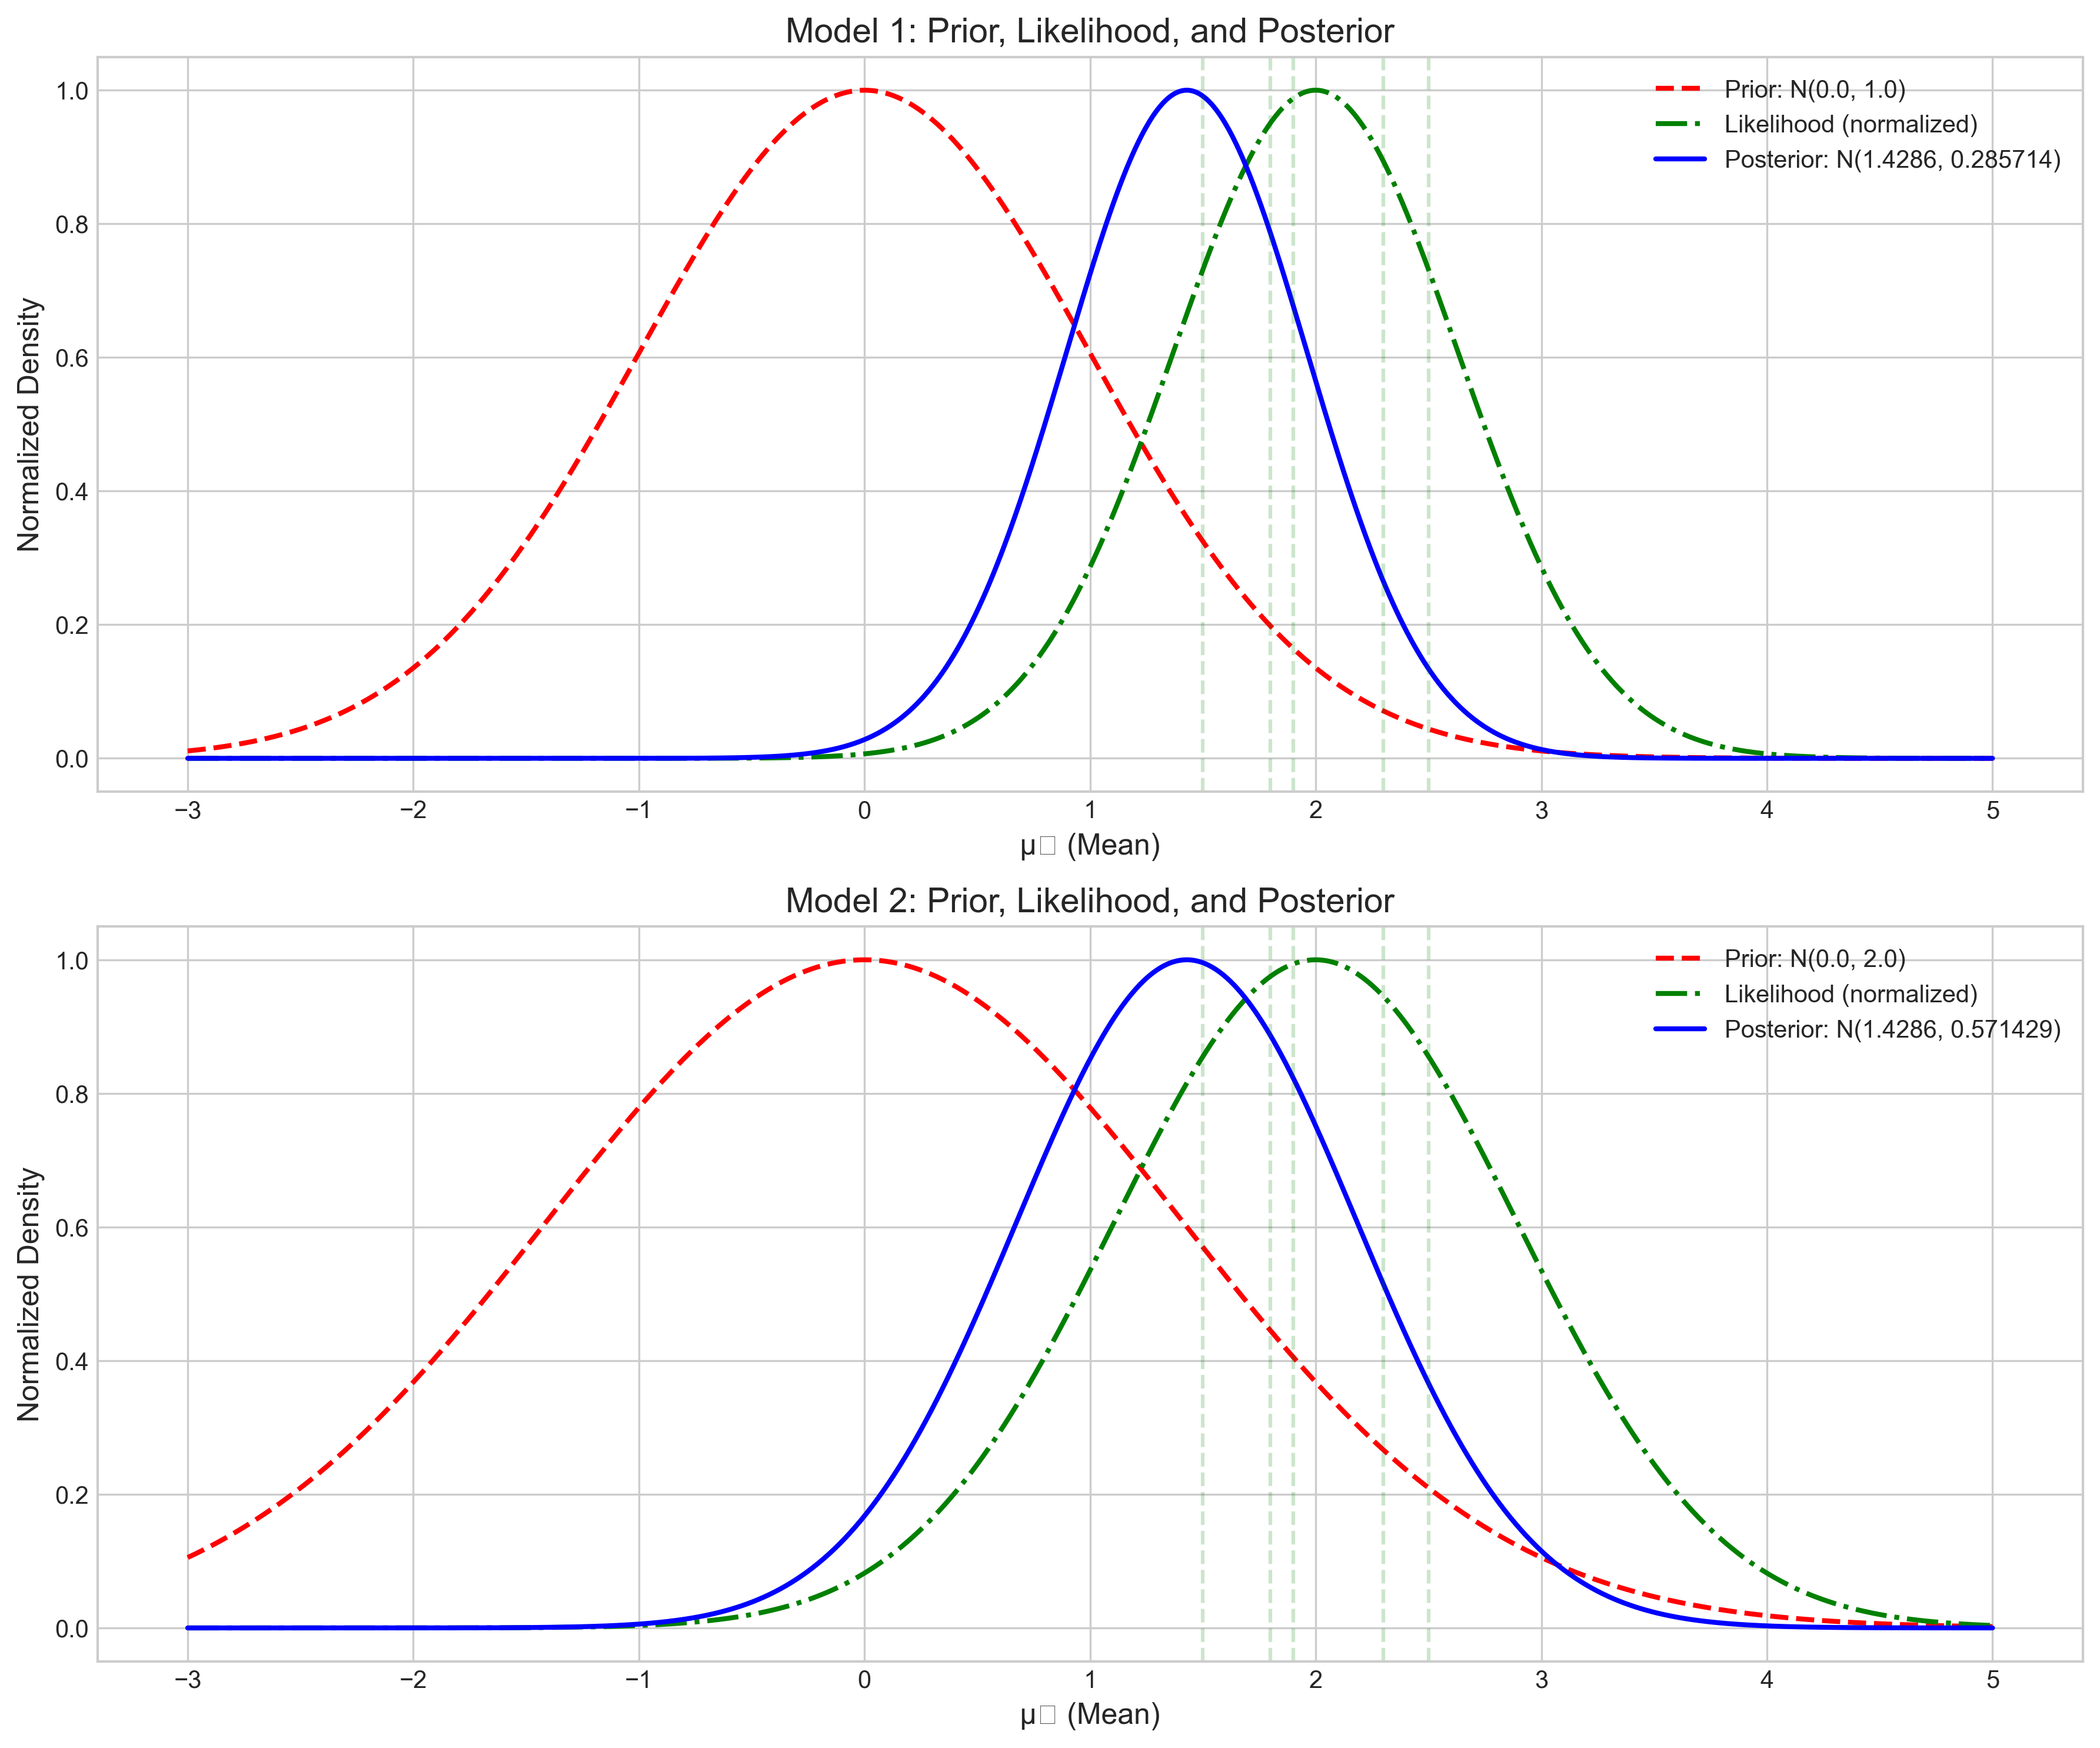 Model 1: Prior, Likelihood, and Posterior
Prior: N(0.0, 1.0)
Likelihood (normalized)
Posterior: N(1.4286, 0.285714)
Normalized Density
1.0
0.8
0.6
0.4
0.2
0.0
−3 −2 −1 0 1 2 3 4 5
μ□ (Mean)
Model 2: Prior, Likelihood, and Posterior
Prior: N(0.0, 2.0)
Likelihood (normalized)
Posterior: N(1.4286, 0.571429)
Normalized Density
1.0
0.8
0.6
0.4
0.2
0.0
−3 −2 −1 0 1 2 3 4 5
μ□ (Mean)